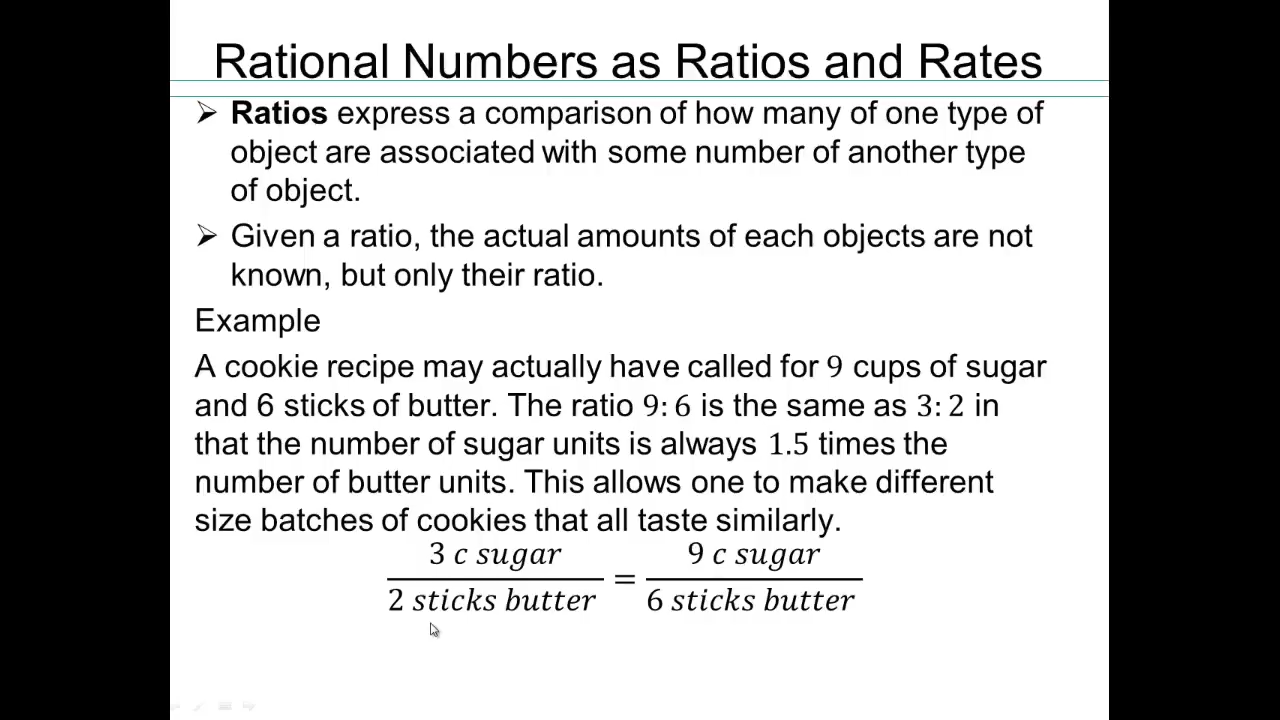 Rational Numbers as Ratios and Rates
➢ Ratios express a comparison of how many of one type of
object are associated with some number of another type
of object.
➢ Given a ratio, the actual amounts of each objects are not
known, but only their ratio.
Example
A cookie recipe may actually have called for 9 cups of sugar
and 6 sticks of butter. The ratio 9: 6 is the same as 3: 2 in
that the number of sugar units is always 1.5 times the
number of butter units. This allows one to make different
size batches of cookies that all taste similarly.
3 c sugar / 2 sticks butter = 9 c sugar / 6 sticks butter